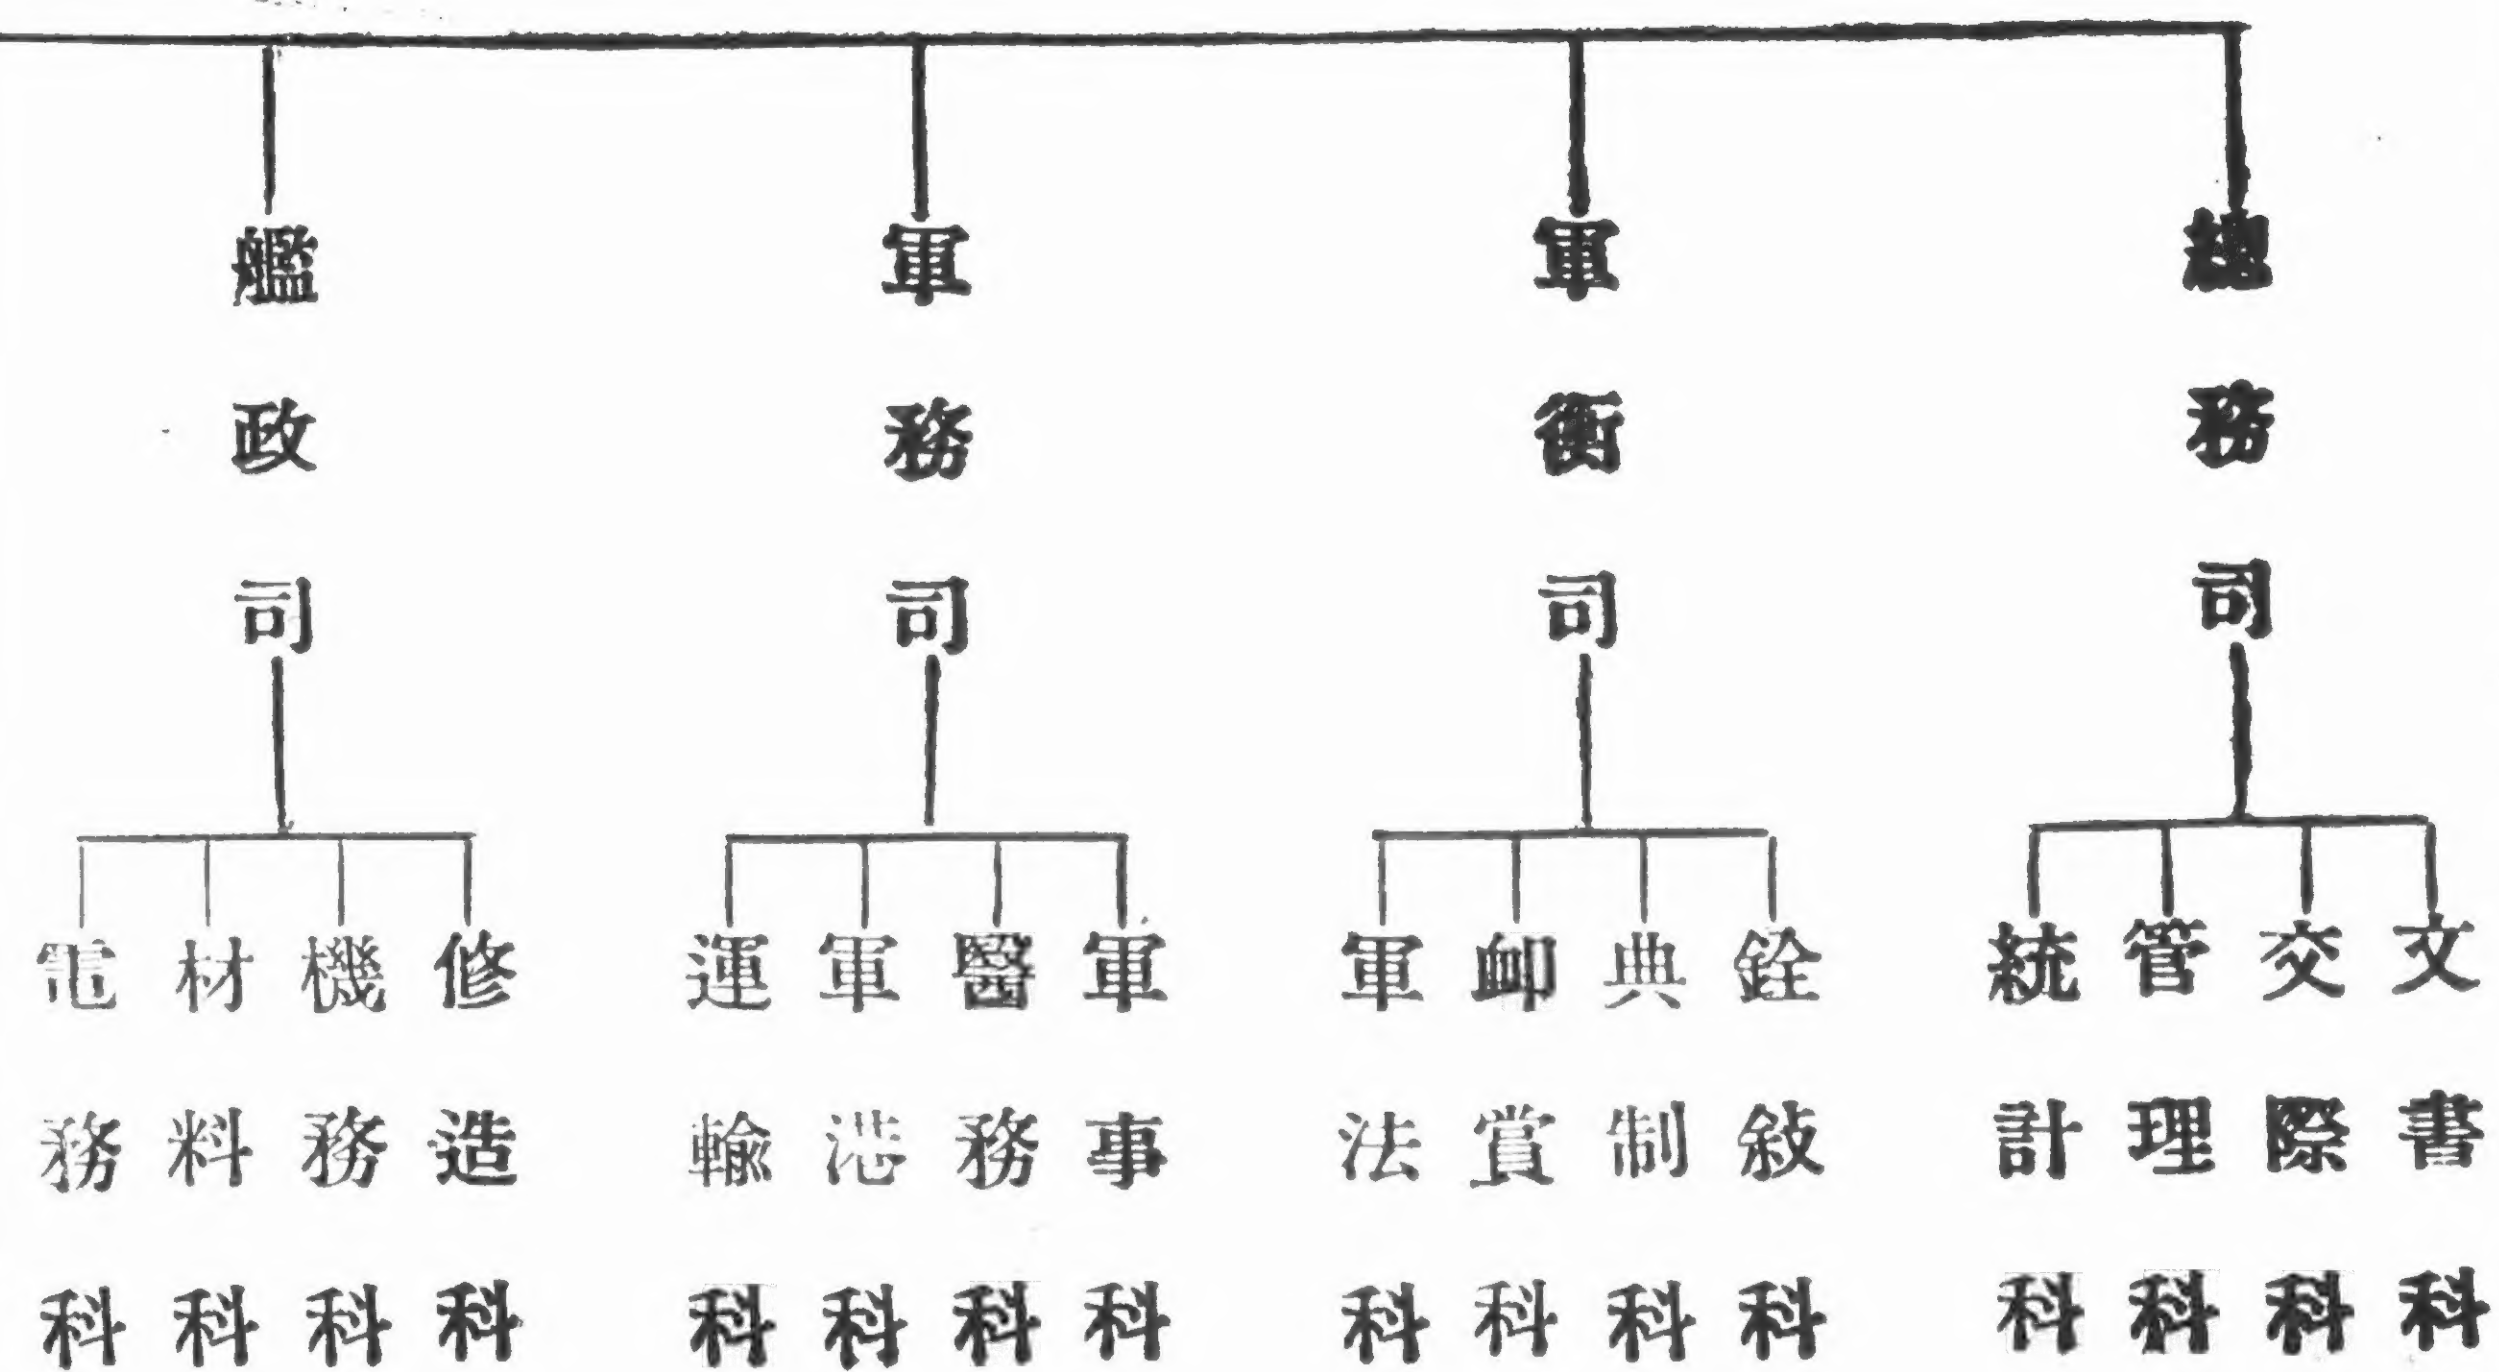 總務司
文書科
交際科
管理科
統計科
軍衡司
銓敍科
典制科
卹賞科
軍法科
軍務司
軍事科
醫務科
軍港科
運輸科
艦政司
修造科
機務科
材料科
電務科